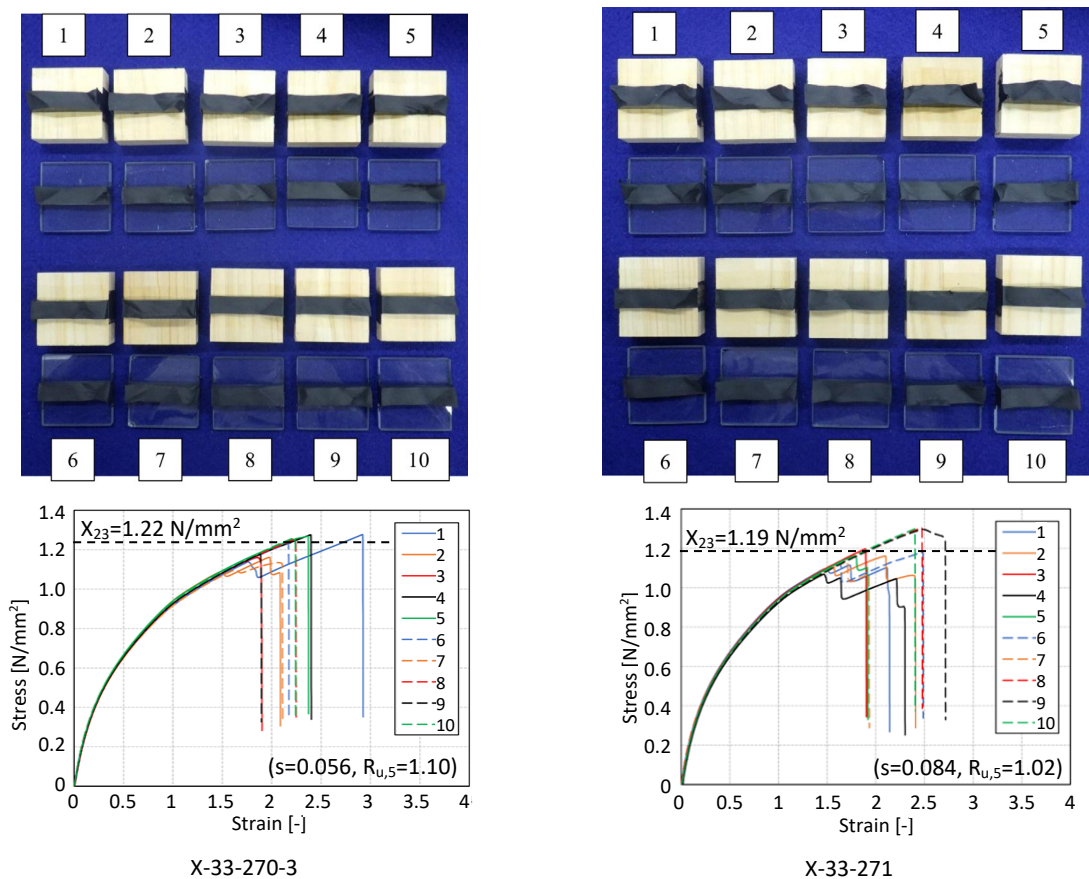 1 2 3 4 5
6 7 8 9 10
X₂₃=1.22 N/mm²
1.4
1.2
1.0
0.8
0.6
0.4
0.2
0
Stress [N/mm²]
1
2
3
4
5
6
7
8
9
10
(s=0.056, Rᵤ,₅=1.10)
0 0.5 1 1.5 2 2.5 3 3.5 4
Strain [-]
X-33-270-3
1 2 3 4 5
6 7 8 9 10
X₂₃=1.19 N/mm²
1.4
1.2
1.0
0.8
0.6
0.4
0.2
0
Stress [N/mm²]
1
2
3
4
5
6
7
8
9
10
(s=0.084, Rᵤ,₅=1.02)
0 0.5 1 1.5 2 2.5 3 3.5 4
Strain [-]
X-33-271